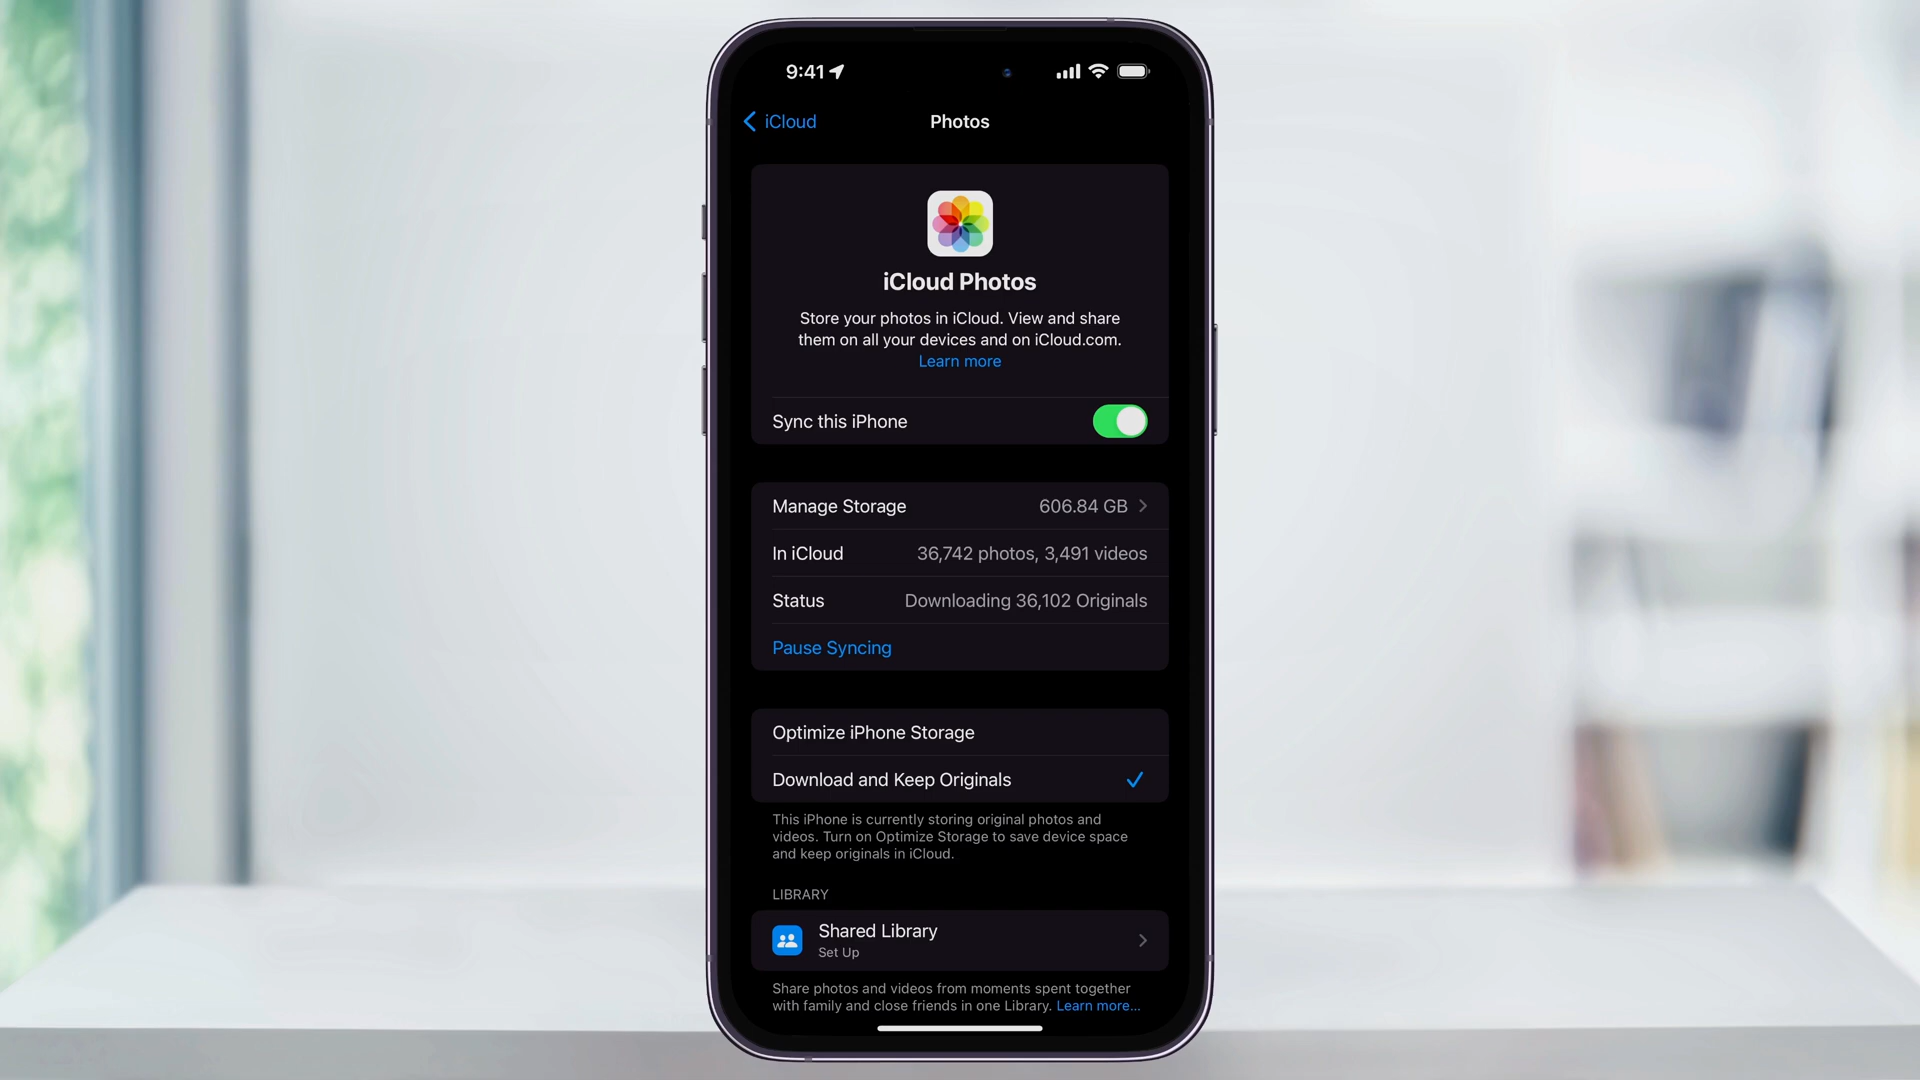 9:41
iCloud
Photos
iCloud Photos
Store your photos in iCloud. View and share
them on all your devices and on iCloud.com.
Learn more
Sync this iPhone
Manage Storage 606.84 GB
In iCloud 36,742 photos, 3,491 videos
Status Downloading 36,102 Originals
Pause Syncing
Optimize iPhone Storage
Download and Keep Originals
This iPhone is currently storing original photos and
videos. Turn on Optimize Storage to save device space
and keep originals in iCloud.
LIBRARY
Shared Library
Set Up
Share photos and videos from moments spent together
with family and close friends in one Library. Learn more...